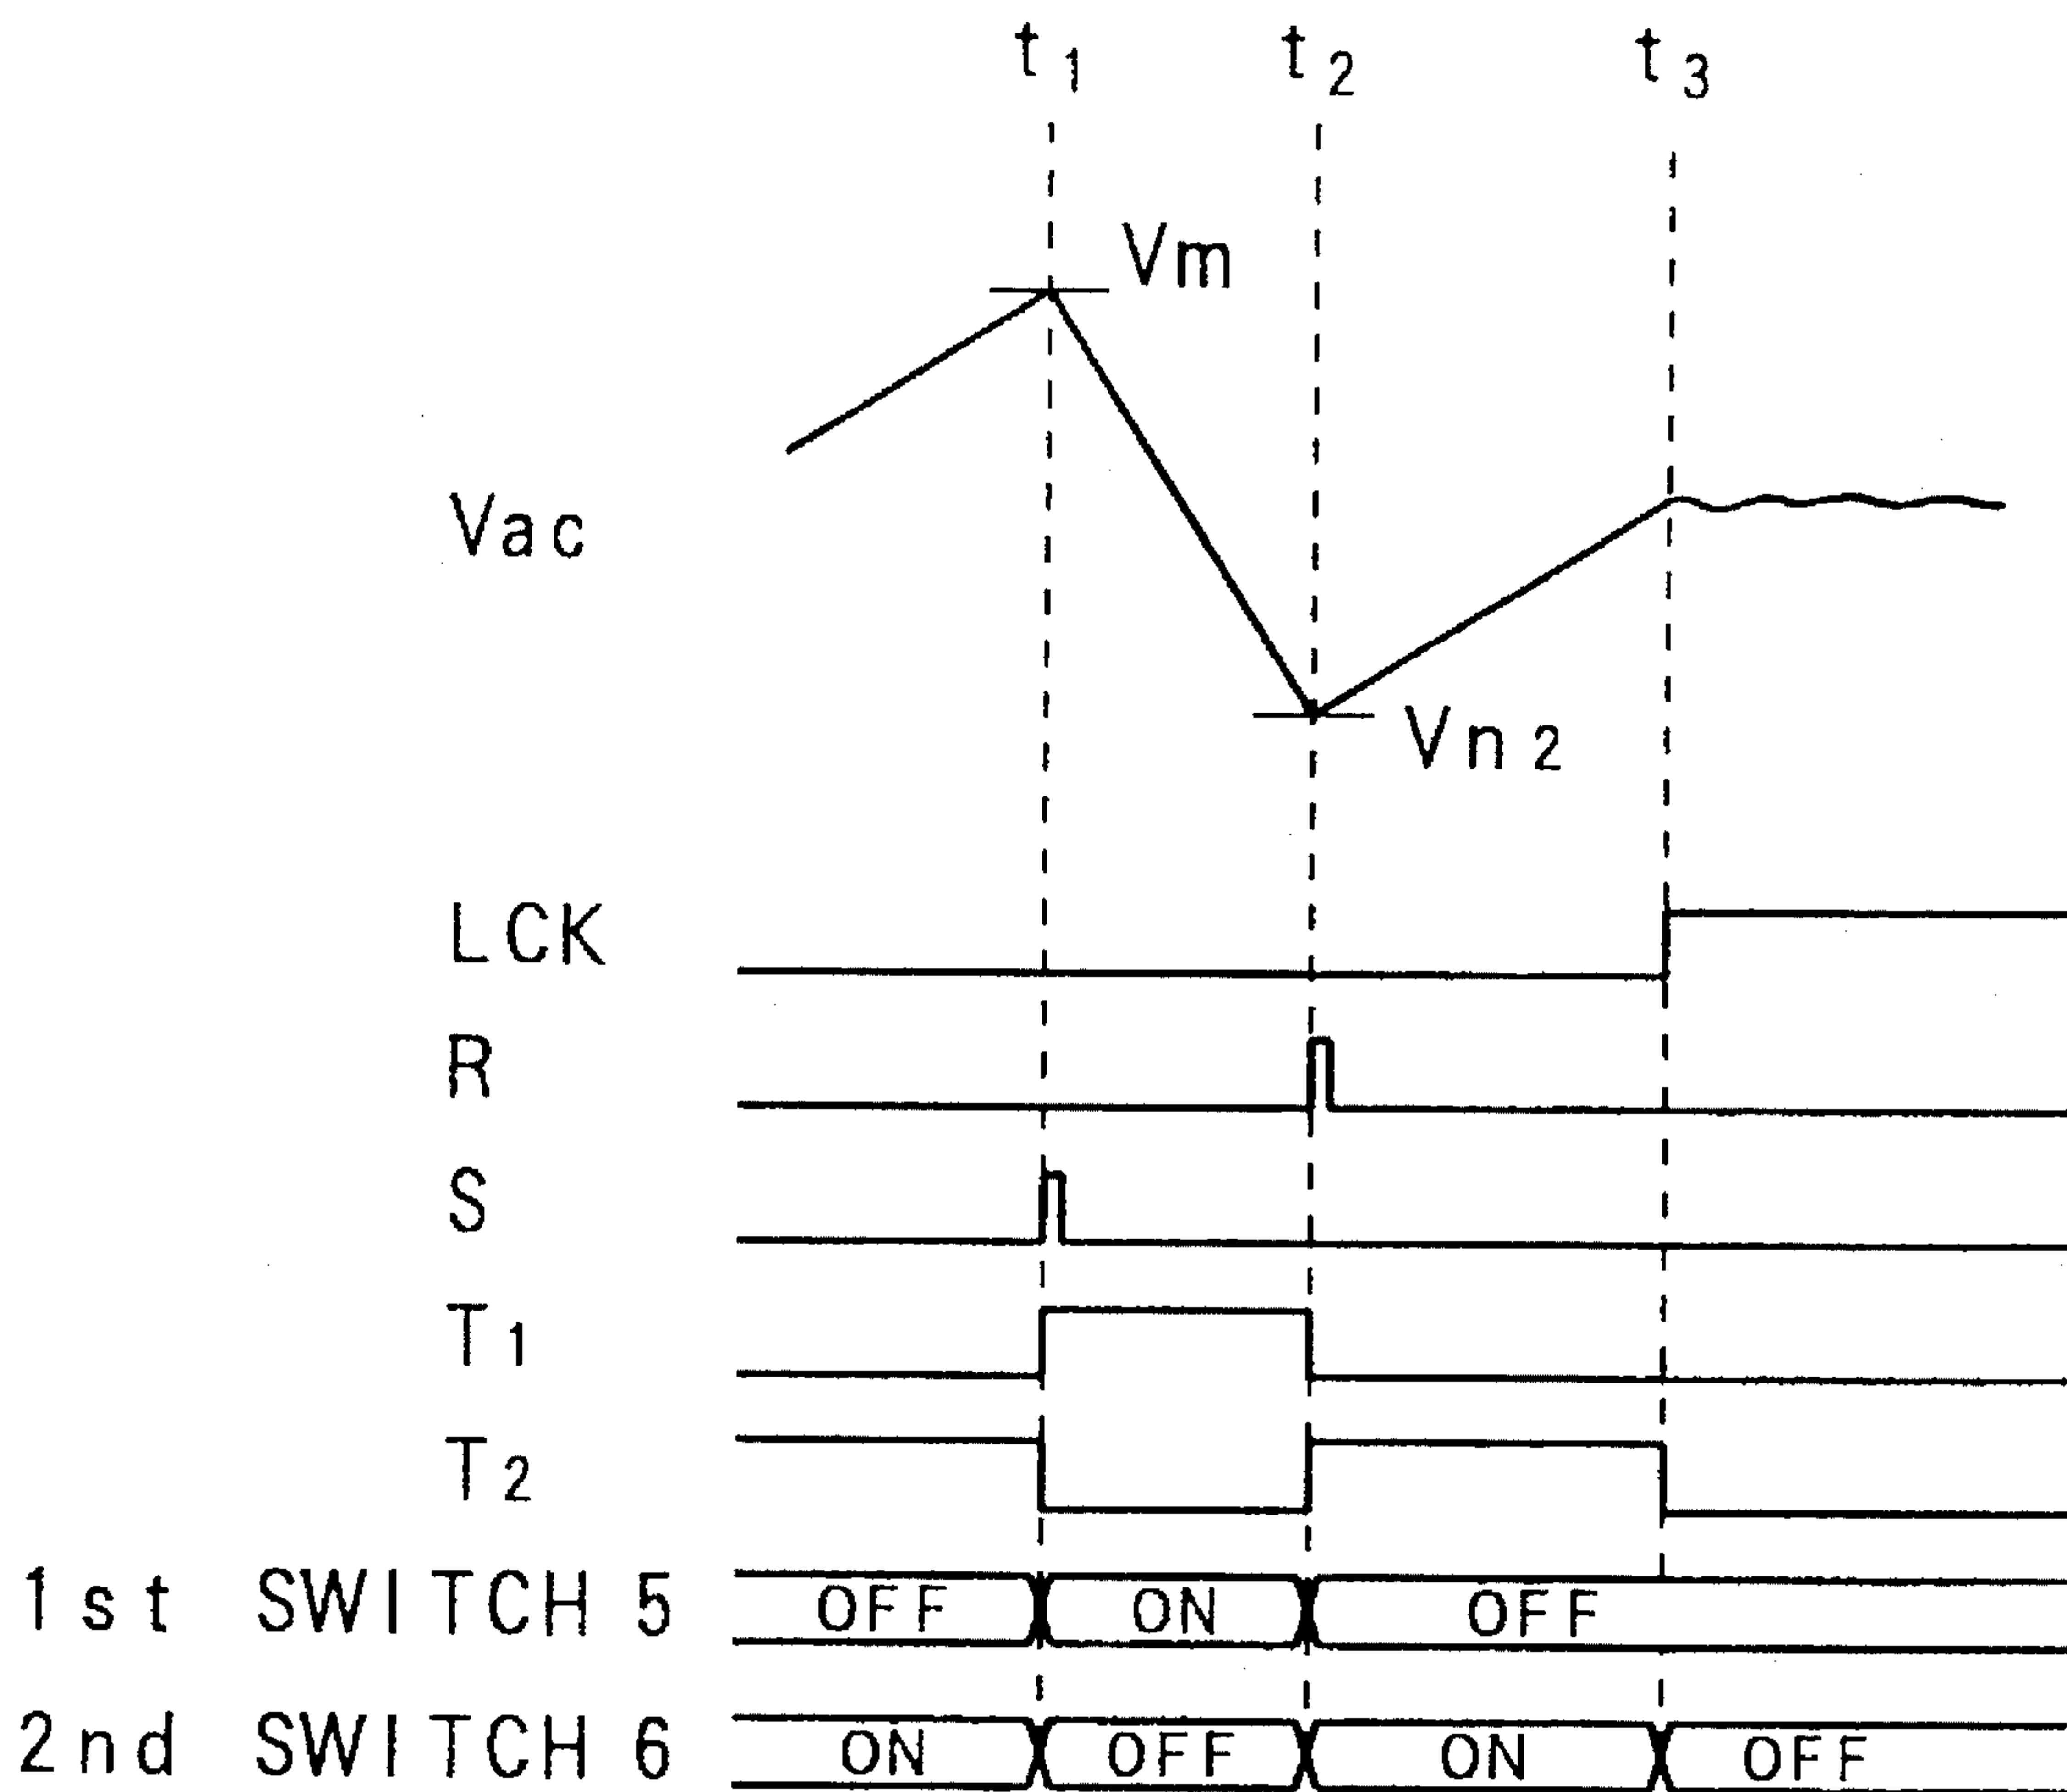 t1 t2 t3
Vm
Vac
Vn2
LCK
R
S
T1
T2
1st SWITCH 5 OFF ON OFF
2nd SWITCH 6 ON OFF ON OFF